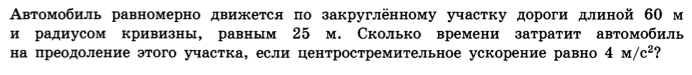 Автомобиль равномерно движется по закруглённому участку дороги длиной 60 м
и радиусом кривизны, равным 25 м. Сколько времени затратит автомобиль
на преодоление этого участка, если центростремительное ускорение равно 4 м/с²?